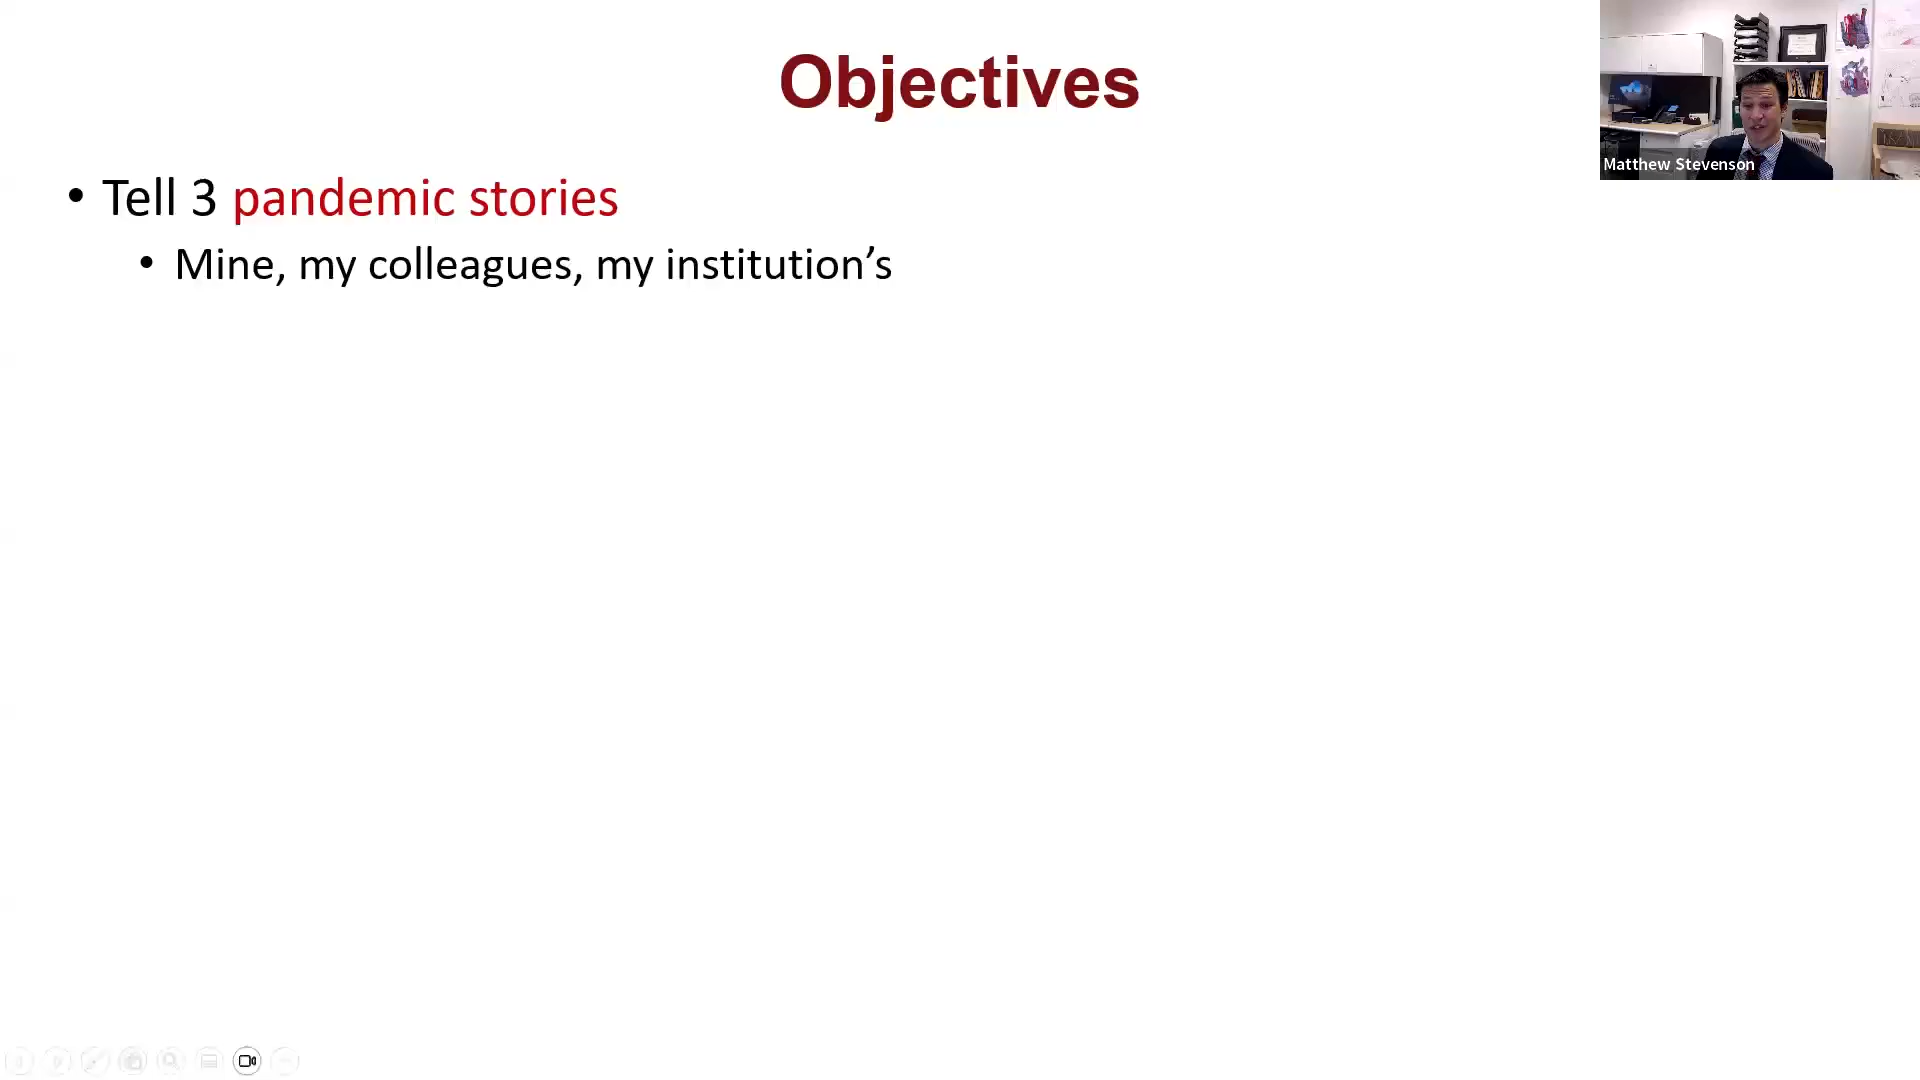 Objectives
• Tell 3 pandemic stories
• Mine, my colleagues, my institution’s
Matthew Stevenson